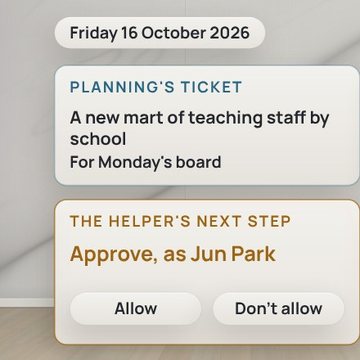 Friday 16 October 2026
PLANNING'S TICKET
A new mart of teaching staff by
school
For Monday's board
THE HELPER'S NEXT STEP
Approve, as Jun Park
Allow
Don't allow